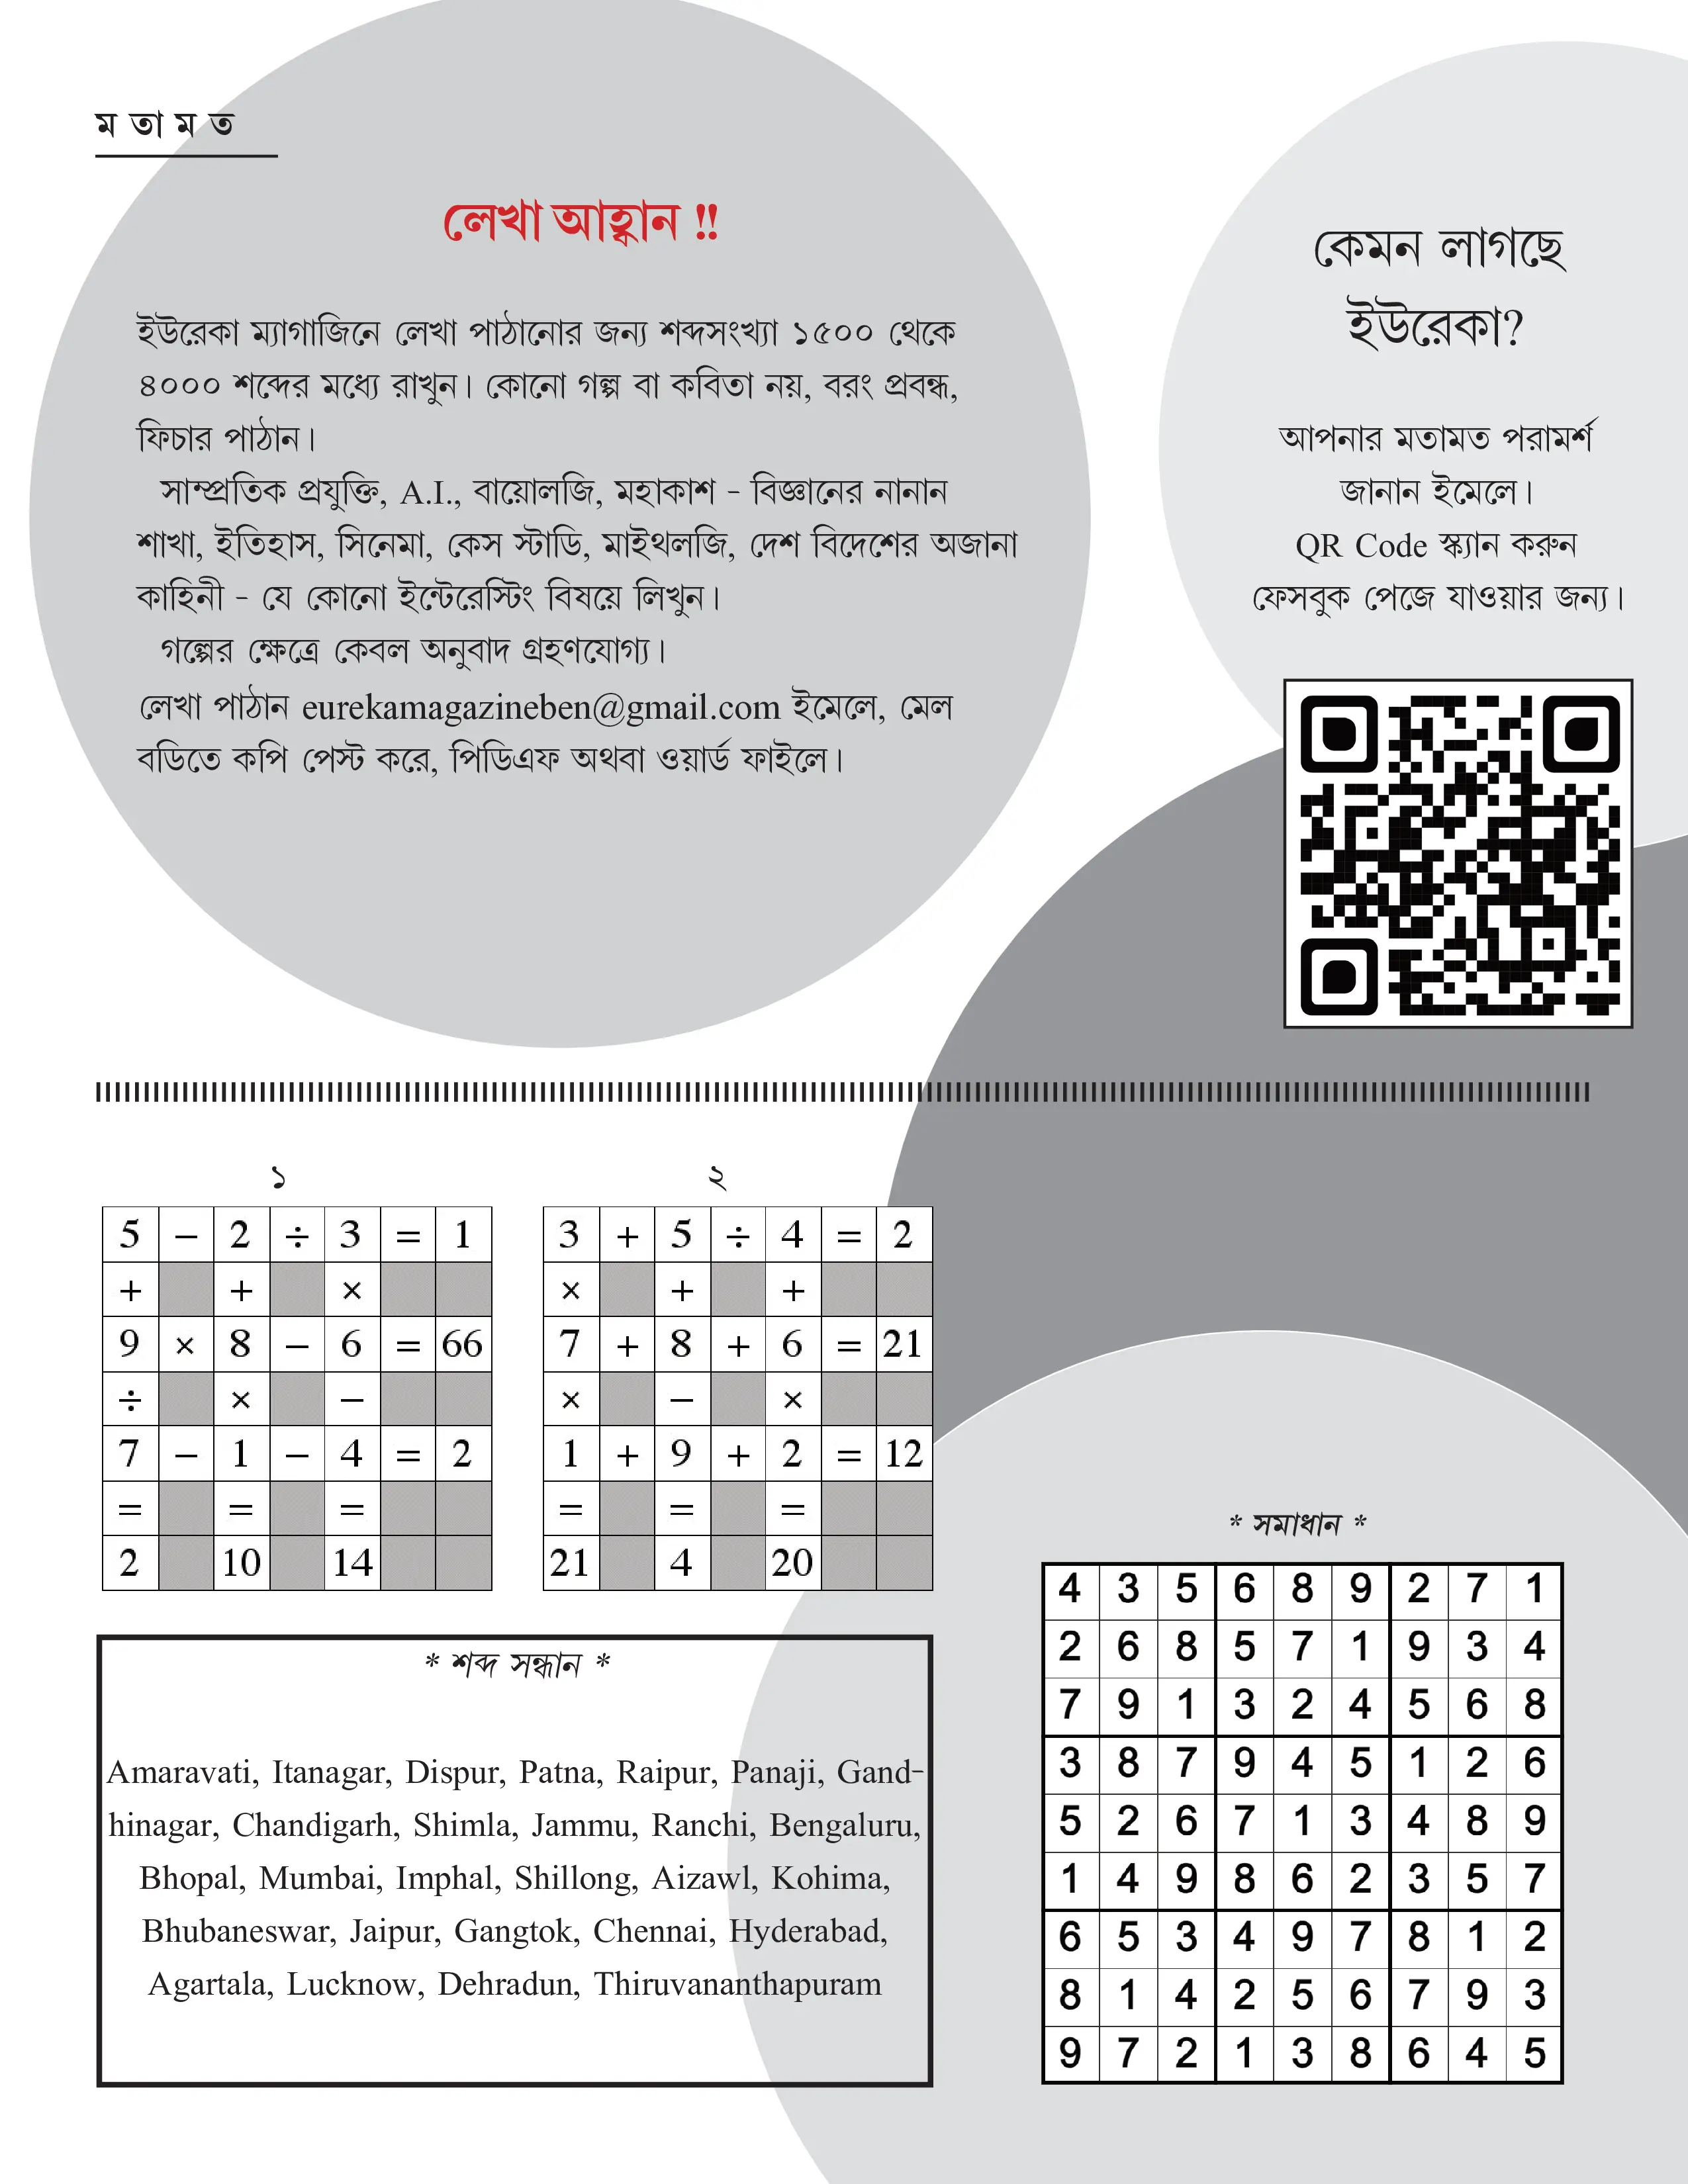 ম তা ম ত
লেখা আহ্বান !!
ইউরেকা ম্যাগাজিনে লেখা পাঠানোর জন্য শব্দসংখ্যা ১৫০০ থেকে
৪০০০ শব্দের মধ্যে রাখুন। কোনো গল্প বা কবিতা নয়, বরং প্রবন্ধ,
ফিচার পাঠান।
সাম্প্রতিক প্রযুক্তি, A.I., বায়োলজি, মহাকাশ - বিজ্ঞানের নানান
শাখা, ইতিহাস, সিনেমা, কেস স্টাডি, মাইথলজি, দেশ বিদেশের অজানা
কাহিনী - যে কোনো ইন্টেরেস্টিং বিষয়ে লিখুন।
গল্পের ক্ষেত্রে কেবল অনুবাদ গ্রহণযোগ্য।
লেখা পাঠান eurekamagazineben@gmail.com ইমেলে, মেল
বডিতে কপি পেস্ট করে, পিডিএফ অথবা ওয়ার্ড ফাইলে।
কেমন লাগছে
ইউরেকা?
আপনার মতামত পরামর্শ
জানান ইমেলে।
QR Code স্ক্যান করুন
ফেসবুক পেজে যাওয়ার জন্য।
১
5 − 2 ÷ 3 = 1
+ + ×
9 × 8 − 6 = 66
÷ × −
7 − 1 − 4 = 2
= = =
2 10 14
২
3 + 5 ÷ 4 = 2
× + +
7 + 8 + 6 = 21
× − ×
1 + 9 + 2 = 12
= = =
21 4 20
* শব্দ সন্ধান *
Amaravati, Itanagar, Dispur, Patna, Raipur, Panaji, Gand-
hinagar, Chandigarh, Shimla, Jammu, Ranchi, Bengaluru,
Bhopal, Mumbai, Imphal, Shillong, Aizawl, Kohima,
Bhubaneswar, Jaipur, Gangtok, Chennai, Hyderabad,
Agartala, Lucknow, Dehradun, Thiruvananthapuram
* সমাধান *
4 3 5 6 8 9 2 7 1
2 6 8 5 7 1 9 3 4
7 9 1 3 2 4 5 6 8
3 8 7 9 4 5 1 2 6
5 2 6 7 1 3 4 8 9
1 4 9 8 6 2 3 5 7
6 5 3 4 9 7 8 1 2
8 1 4 2 5 6 7 9 3
9 7 2 1 3 8 6 4 5